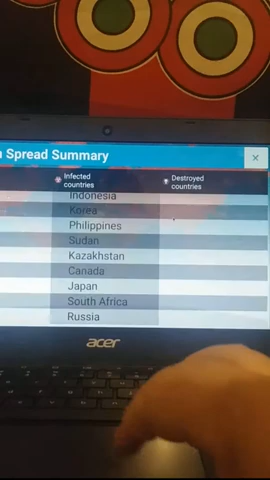 n Spread Summary
Infected
countries
Destroyed
countries
Indonesia
Korea
Philippines
Sudan
Kazakhstan
Canada
Japan
South Africa
Russia
acer